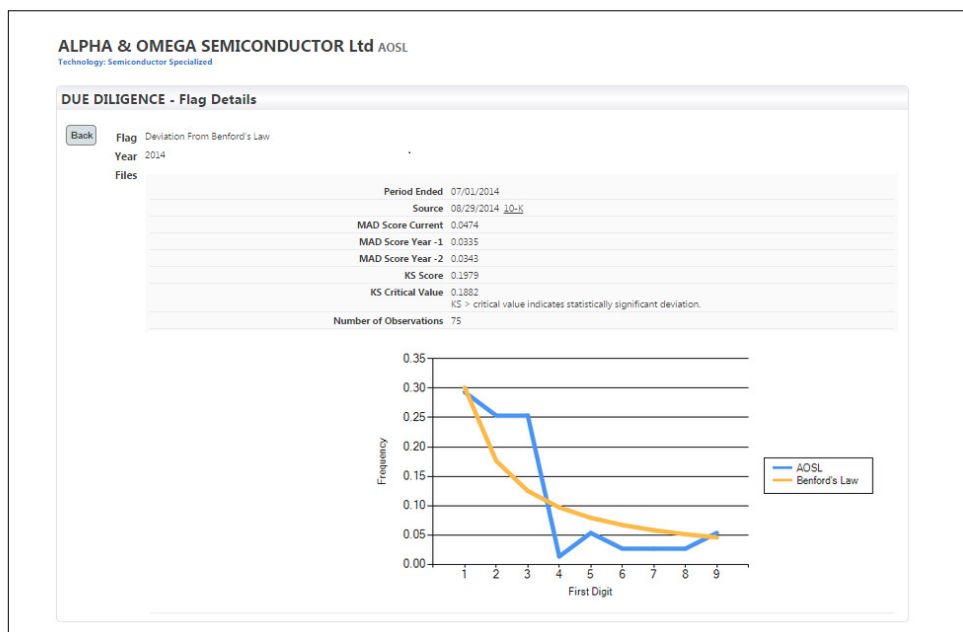 ALPHA & OMEGA SEMICONDUCTOR Ltd AOSL
Technology: Semiconductor Specialized
DUE DILIGENCE - Flag Details
Back
Flag Deviation From Benford's Law
Year 2014
Files
Period Ended 07/01/2014
Source 08/29/2014 10-K
MAD Score Current 0.0474
MAD Score Year -1 0.0335
MAD Score Year -2 0.0343
KS Score 0.1979
KS Critical Value 0.1882
KS > critical value indicates statistically significant deviation.
Number of Observations 75
0.35
0.30
0.25
0.20
0.15
0.10
0.05
0.00
Frequency
1 2 3 4 5 6 7 8 9
First Digit
AOSL
Benford's Law